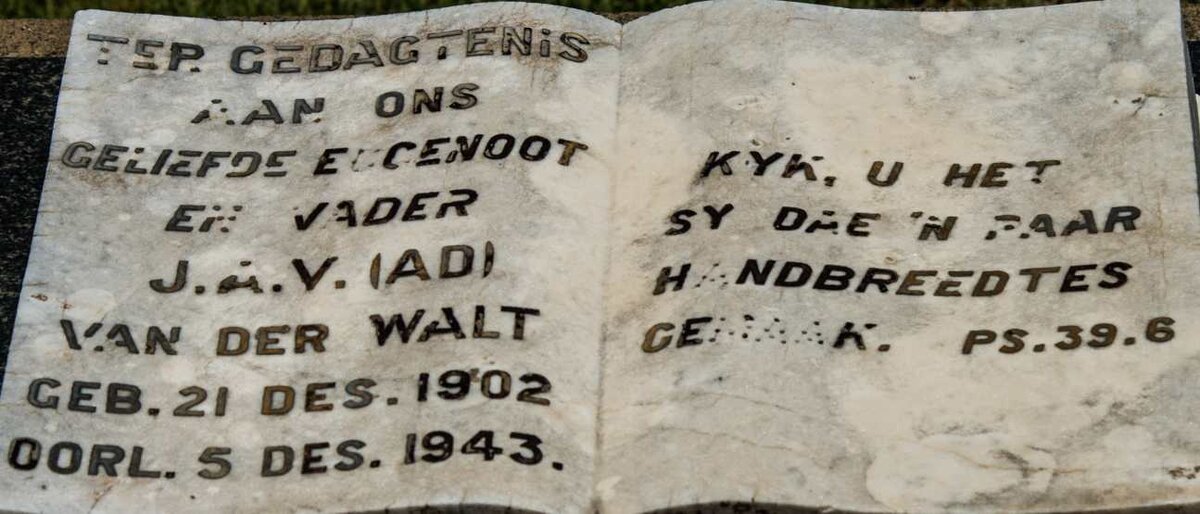 TER GEDAGTENIS
AAN ONS
GELIEFDE EGGENOOT
EN VADER
J.A.V. (AD)
VAN DER WALT
GEB. 21 DES. 1902
OORL. 5 DES. 1943.
KYK, U HET
SY DAE 'N PAAR
HANDBREEDTES
GEMAAK. PS.39.6